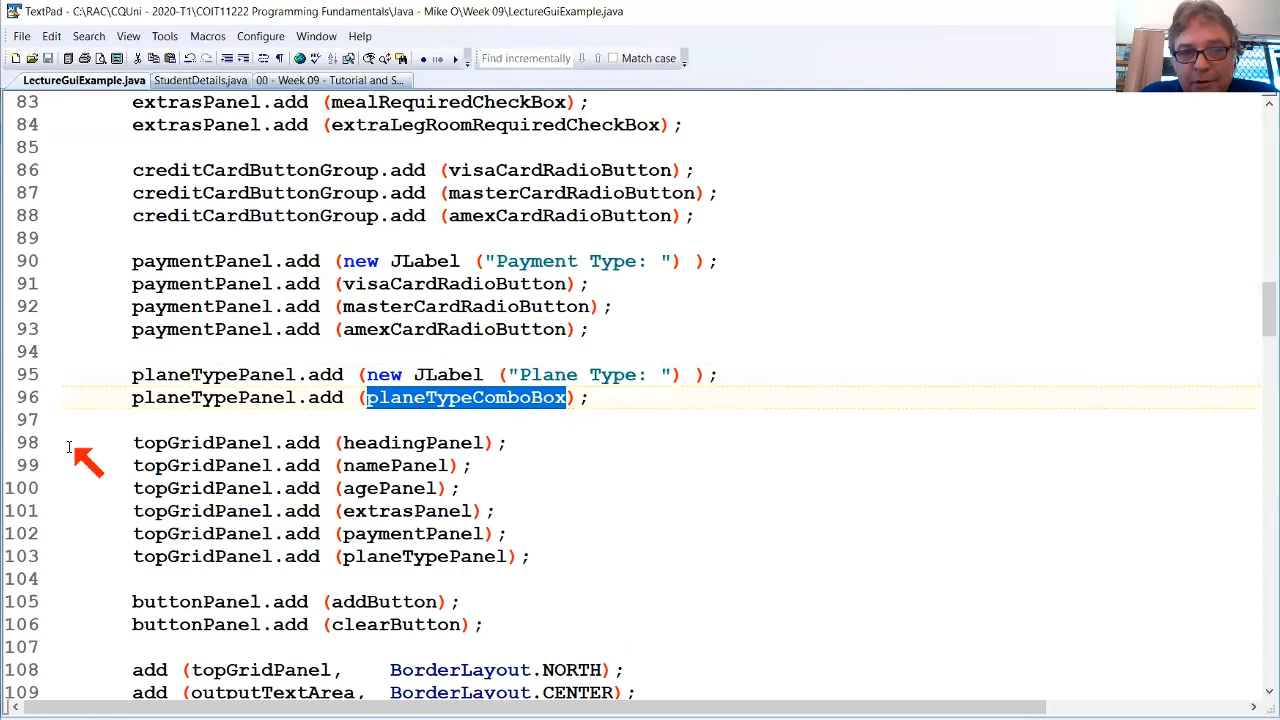 TextPad - C:\RAC\CQUni - 2020-T1\COIT11222 Programming Fundamentals\Java - Mike O\Week 09\LectureGuiExample.java
File Edit Search View Tools Macros Configure Window Help
Find incrementally Match case
LectureGuiExample.java StudentDetails.java 00 - Week 09 - Tutorial and S...
83 extrasPanel.add (mealRequiredCheckBox);
84 extrasPanel.add (extraLegRoomRequiredCheckBox);
85
86 creditCardButtonGroup.add (visaCardRadioButton);
87 creditCardButtonGroup.add (masterCardRadioButton);
88 creditCardButtonGroup.add (amexCardRadioButton);
89
90 paymentPanel.add (new JLabel ("Payment Type: ") );
91 paymentPanel.add (visaCardRadioButton);
92 paymentPanel.add (masterCardRadioButton);
93 paymentPanel.add (amexCardRadioButton);
94
95 planeTypePanel.add (new JLabel ("Plane Type: ") );
96 planeTypePanel.add (planeTypeComboBox);
97
98 topGridPanel.add (headingPanel);
99 topGridPanel.add (namePanel);
100 topGridPanel.add (agePanel);
101 topGridPanel.add (extrasPanel);
102 topGridPanel.add (paymentPanel);
103 topGridPanel.add (planeTypePanel);
104
105 buttonPanel.add (addButton);
106 buttonPanel.add (clearButton);
107
108 add (topGridPanel, BorderLayout.NORTH);
109 add (outputTextArea, BorderLayout.CENTER);